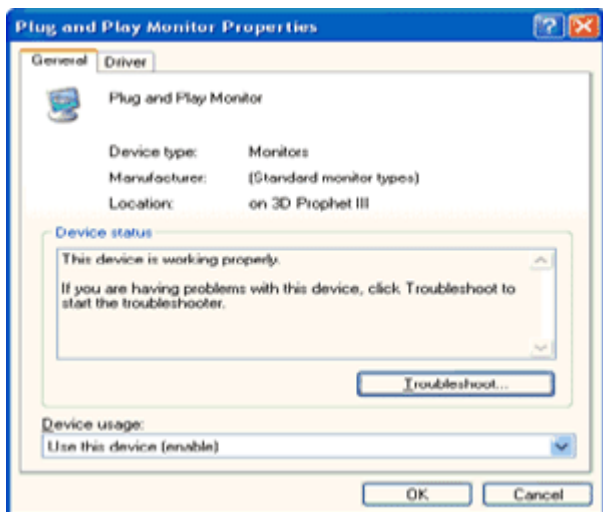 Plug and Play Monitor Properties
General Driver
Plug and Play Monitor
Device type: Monitors
Manufacturer: (Standard monitor types)
Location: on 3D Prophet III
Device status
This device is working properly.
If you are having problems with this device, click Troubleshoot to
start the troubleshooter.
Troubleshoot...
Device usage:
Use this device (enable)
OK Cancel